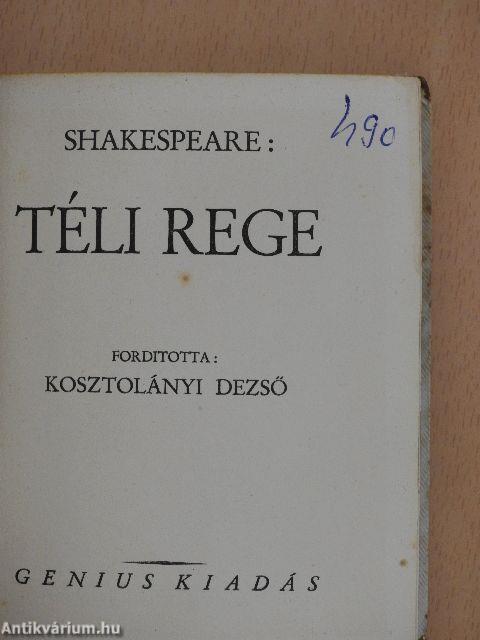 490
SHAKESPEARE:
TÉLI REGE
FORDITOTTA:
KOSZTOLÁNYI DEZSŐ
GENIUS KIADÁS
Antikvárium.hu